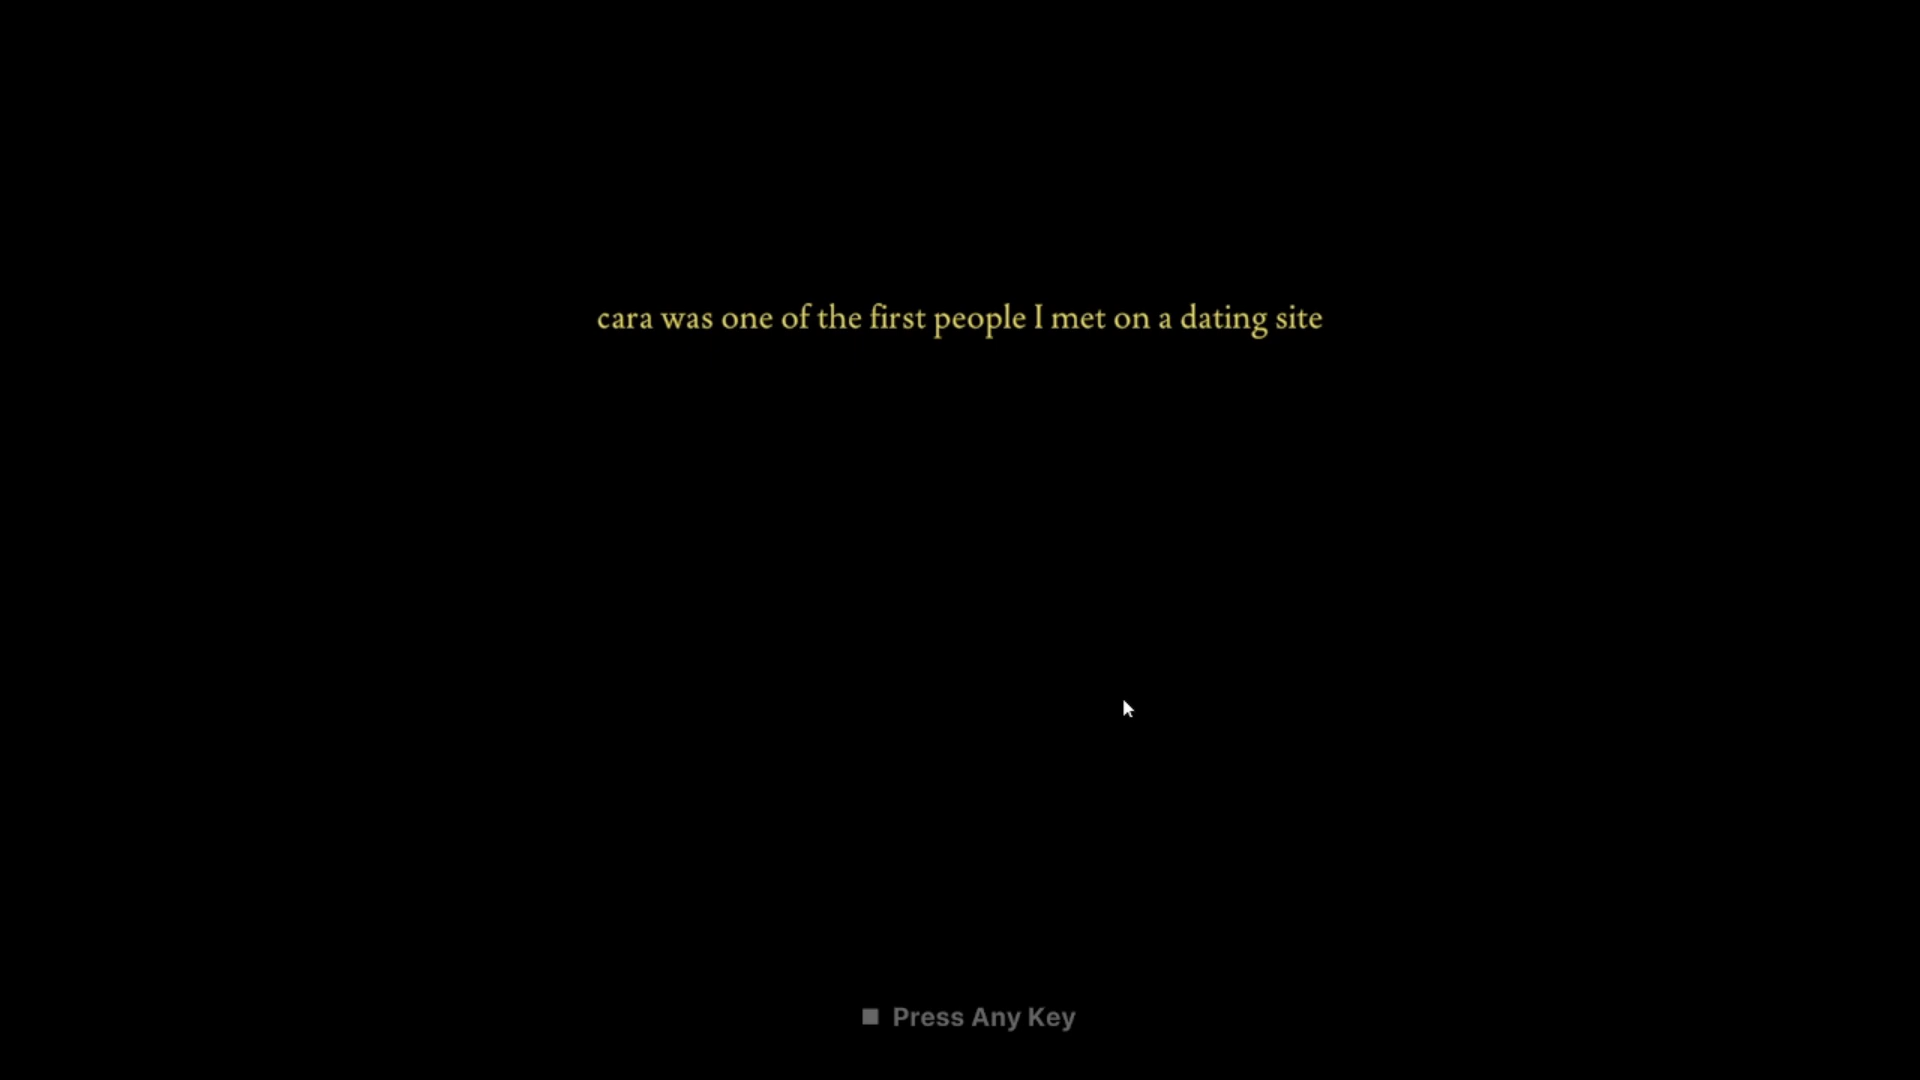 cara was one of the first people I met on a dating site
Press Any Key